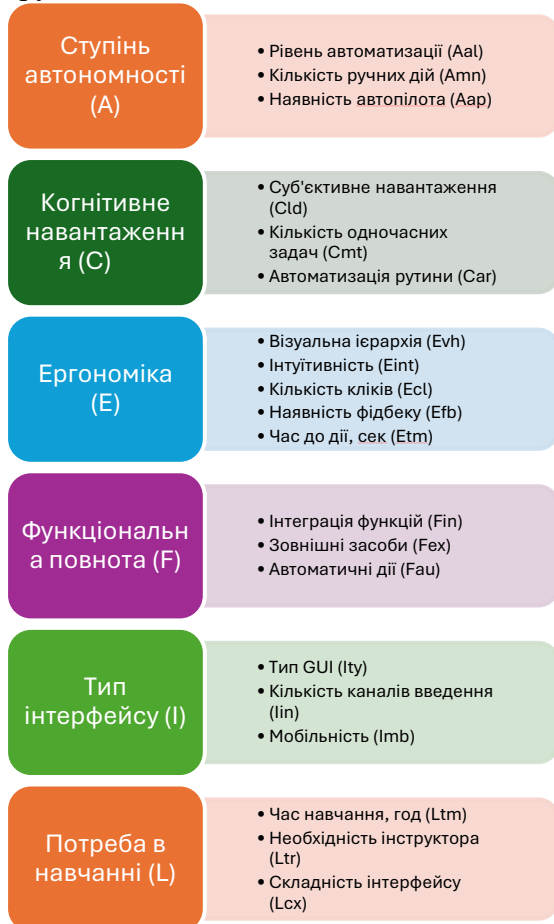 Ступінь
автономності
(A)
• Рівень автоматизації (Aal)
• Кількість ручних дій (Amn)
• Наявність автопілота (Aap)
Когнітивне
навантаженн
я (C)
• Суб'єктивне навантаження
(Cld)
• Кількість одночасних
задач (Cmt)
• Автоматизація рутини (Car)
Ергономіка
(E)
• Візуальна ієрархія (Evh)
• Інтуїтивність (Eint)
• Кількість кліків (Ecl)
• Наявність фідбеку (Efb)
• Час до дії, сек (Etm)
Функціональн
а повнота (F)
• Інтеграція функцій (Fin)
• Зовнішні засоби (Fex)
• Автоматичні дії (Fau)
Тип
інтерфейсу (I)
• Тип GUI (Ity)
• Кількість каналів введення
(Iin)
• Мобільність (Imb)
Потреба в
навчанні (L)
• Час навчання, год (Ltm)
• Необхідність інструктора
(Ltr)
• Складність інтерфейсу
(Lcx)